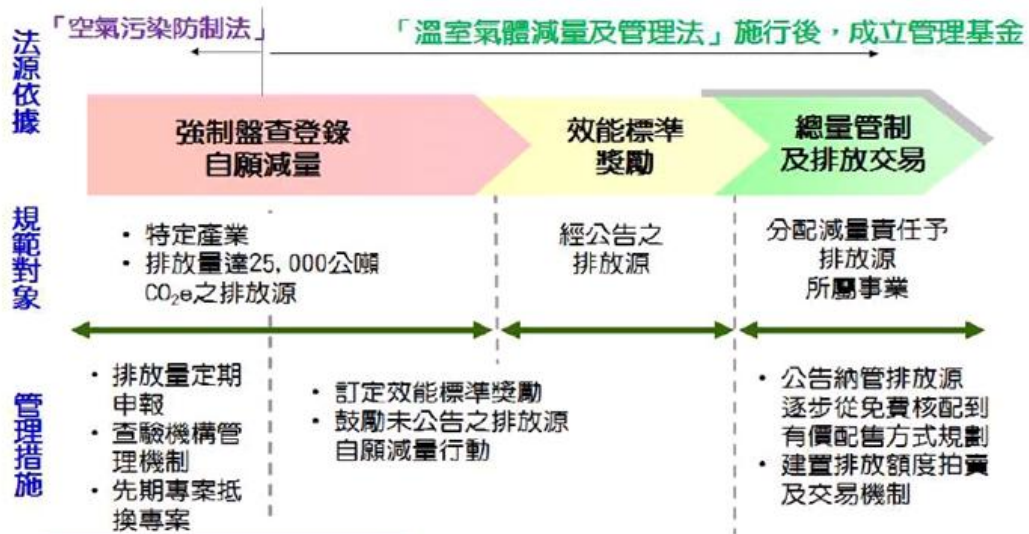 法源依據
「空氣污染防制法」
「溫室氣體減量及管理法」施行後，成立管理基金
強制盤查登錄
自願減量
效能標準
獎勵
總量管制
及排放交易
規範對象
• 特定產業
• 排放量達25,000公噸
CO₂e之排放源
經公告之
排放源
分配減量責任予
排放源
所屬事業
管理措施
• 排放量定期
申報
• 查驗機構管
理機制
• 先期專案抵
換專案
• 訂定效能標準獎勵
• 鼓勵未公告之排放源
自願減量行動
• 公告納管排放源
逐步從免費核配到
有價配售方式規劃
• 建置排放額度拍賣
及交易機制